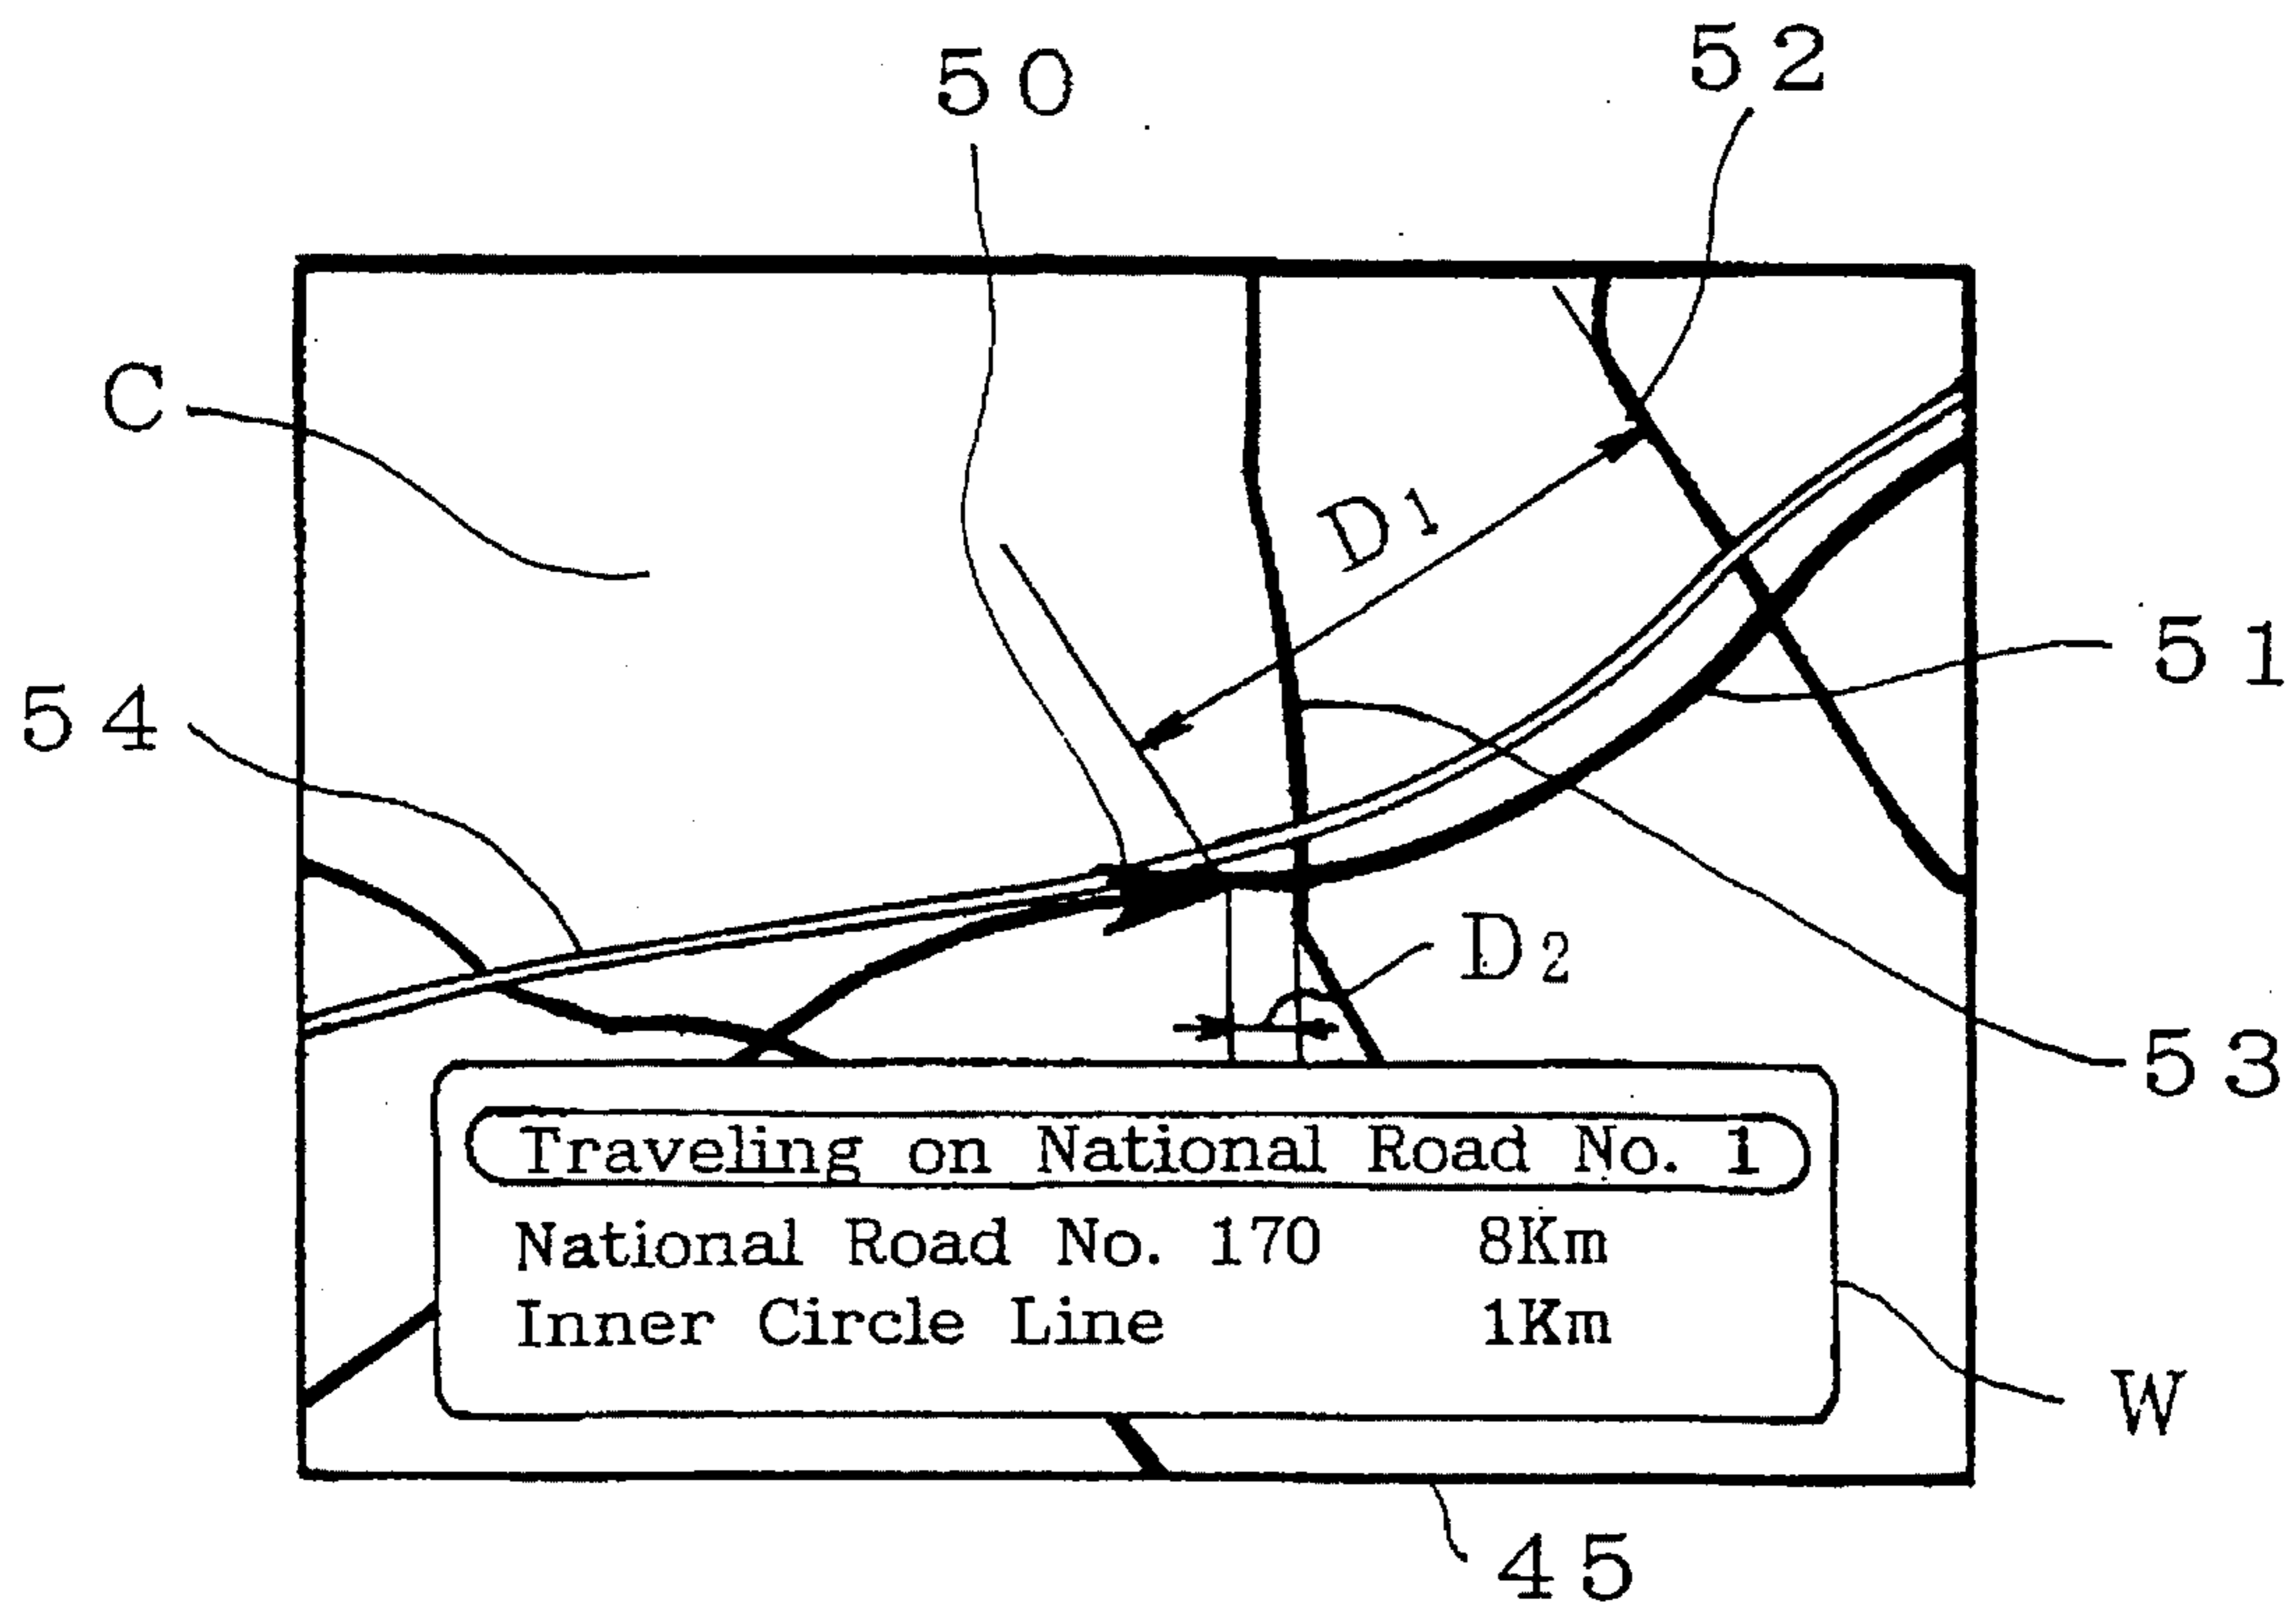 50
52
C
D1
54
51
D2
53
Traveling on National Road No. 1
National Road No. 170 8Km
Inner Circle Line 1Km
W
45